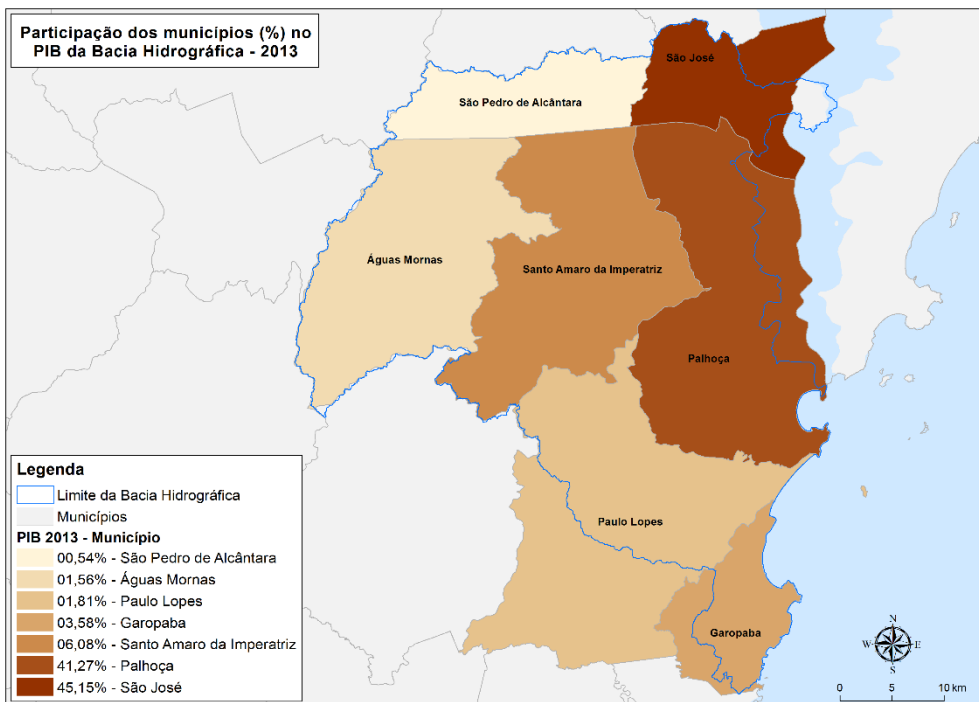 Participação dos municípios (%) no
PIB da Bacia Hidrográfica - 2013
São José
São Pedro de Alcântara
Águas Mornas
Santo Amaro da Imperatriz
Palhoça
Paulo Lopes
Garopaba
Legenda
Limite da Bacia Hidrográfica
Municípios
PIB 2013 - Município
00,54% - São Pedro de Alcântara
01,56% - Águas Mornas
01,81% - Paulo Lopes
03,58% - Garopaba
06,08% - Santo Amaro da Imperatriz
41,27% - Palhoça
45,15% - São José
N
W E
S
0 5 10 km